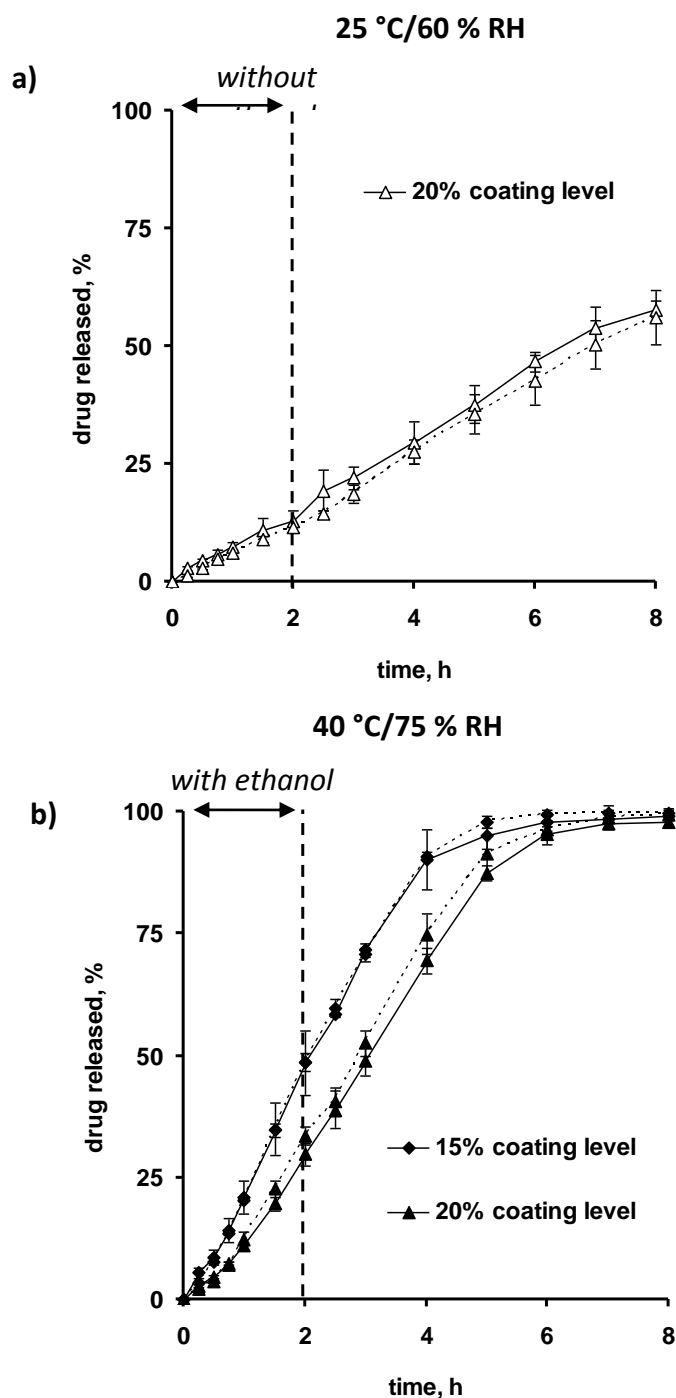 25 °C/60 % RH
a)
without
100
75
50
25
0
drug released, %
20% coating level
0 2 4 6 8
time, h
40 °C/75 % RH
b)
with ethanol
100
75
50
25
0
drug released, %
15% coating level
20% coating level
0 2 4 6 8
time, h